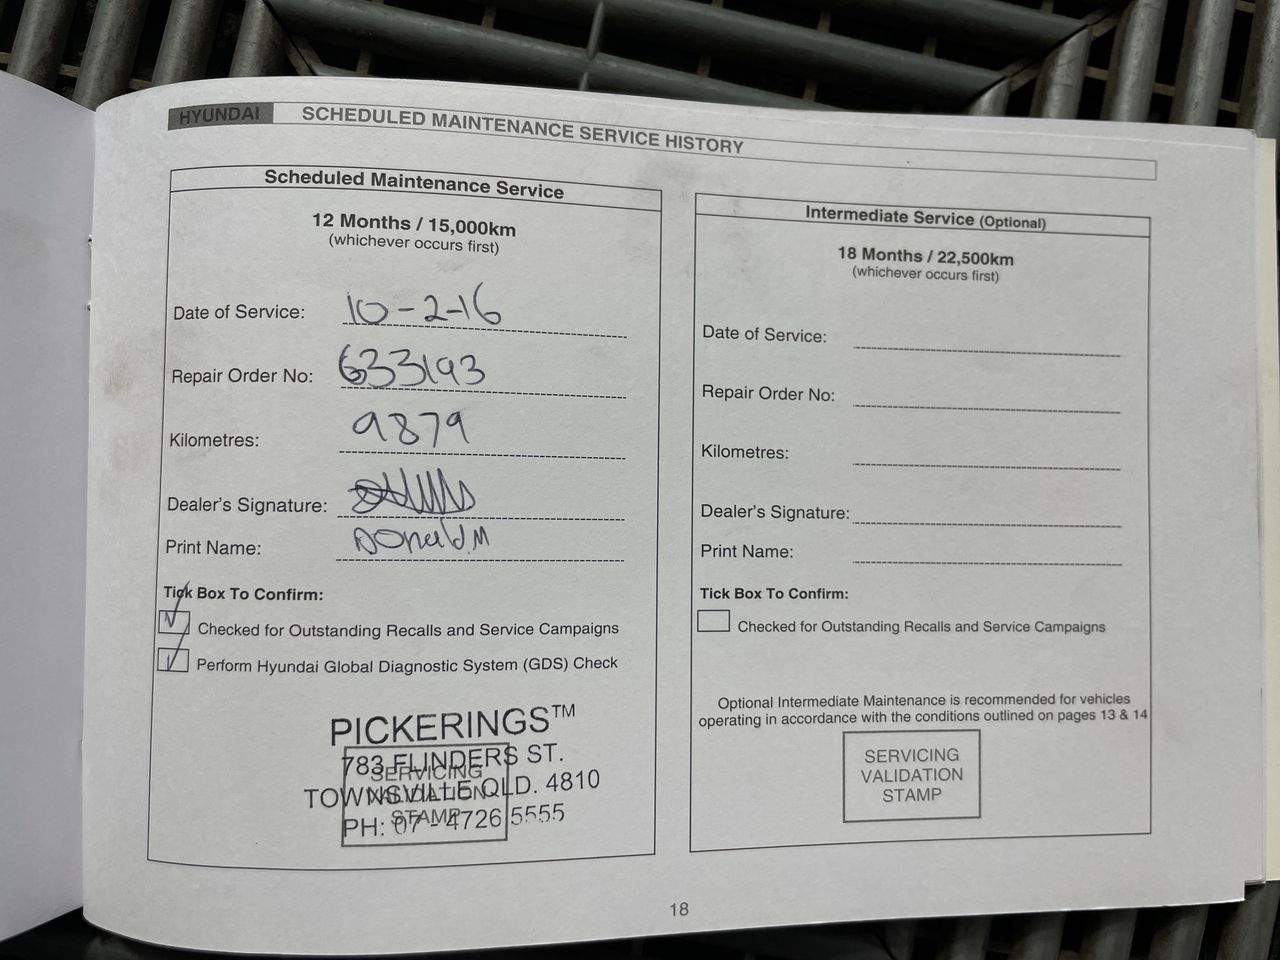 HYUNDAI SCHEDULED MAINTENANCE SERVICE HISTORY
Scheduled Maintenance Service
12 Months / 15,000km
(whichever occurs first)
Date of Service: 10-2-16
Repair Order No: 633193
Kilometres: 9879
Dealer's Signature:
Print Name: Donald.M
Tick Box To Confirm:
Checked for Outstanding Recalls and Service Campaigns
Perform Hyundai Global Diagnostic System (GDS) Check
PICKERINGS™
783 FLINDERS ST.
TOWNSVILLE QLD. 4810
PH: 07 - 4726 5555
SERVICING
VALIDATION
STAMP
Intermediate Service (Optional)
18 Months / 22,500km
(whichever occurs first)
Date of Service:
Repair Order No:
Kilometres:
Dealer's Signature:
Print Name:
Tick Box To Confirm:
Checked for Outstanding Recalls and Service Campaigns
Optional Intermediate Maintenance is recommended for vehicles
operating in accordance with the conditions outlined on pages 13 & 14
SERVICING
VALIDATION
STAMP
18